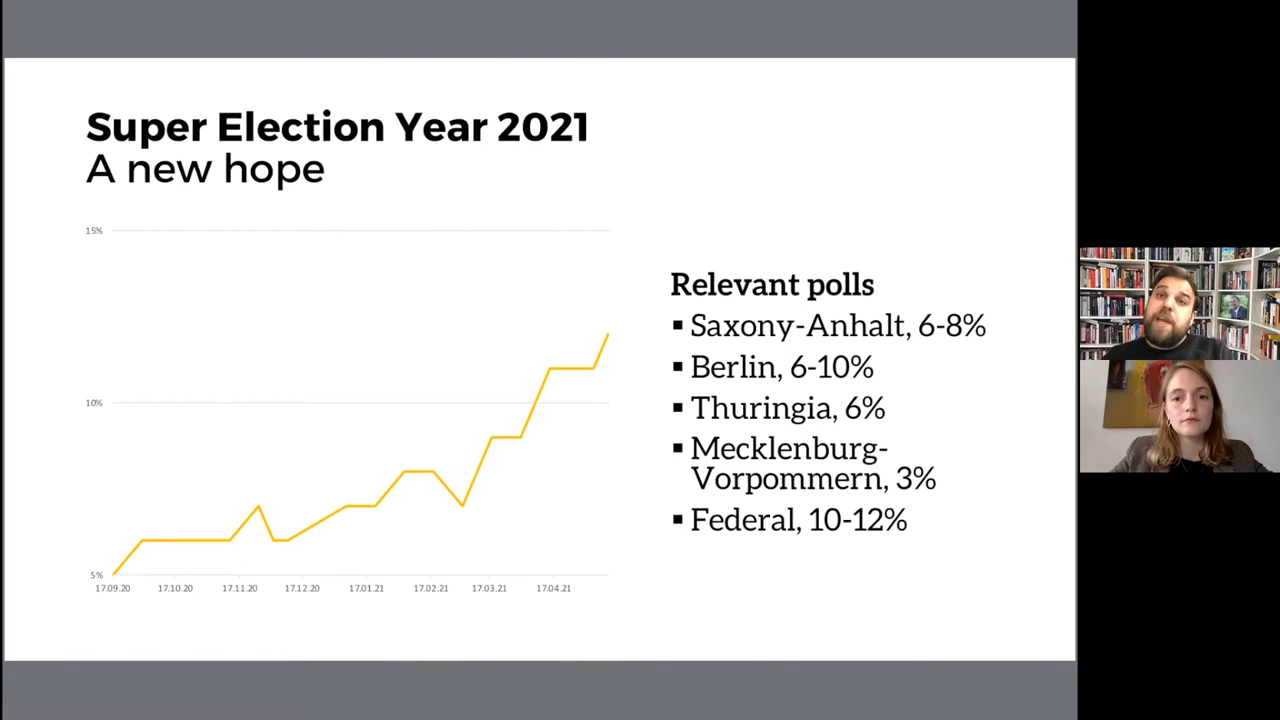 Super Election Year 2021
A new hope
15%
10%
5%
17.09.20 17.10.20 17.11.20 17.12.20 17.01.21 17.02.21 17.03.21 17.04.21
Relevant polls
▪ Saxony-Anhalt, 6-8%
▪ Berlin, 6-10%
▪ Thuringia, 6%
▪ Mecklenburg-
Vorpommern, 3%
▪ Federal, 10-12%